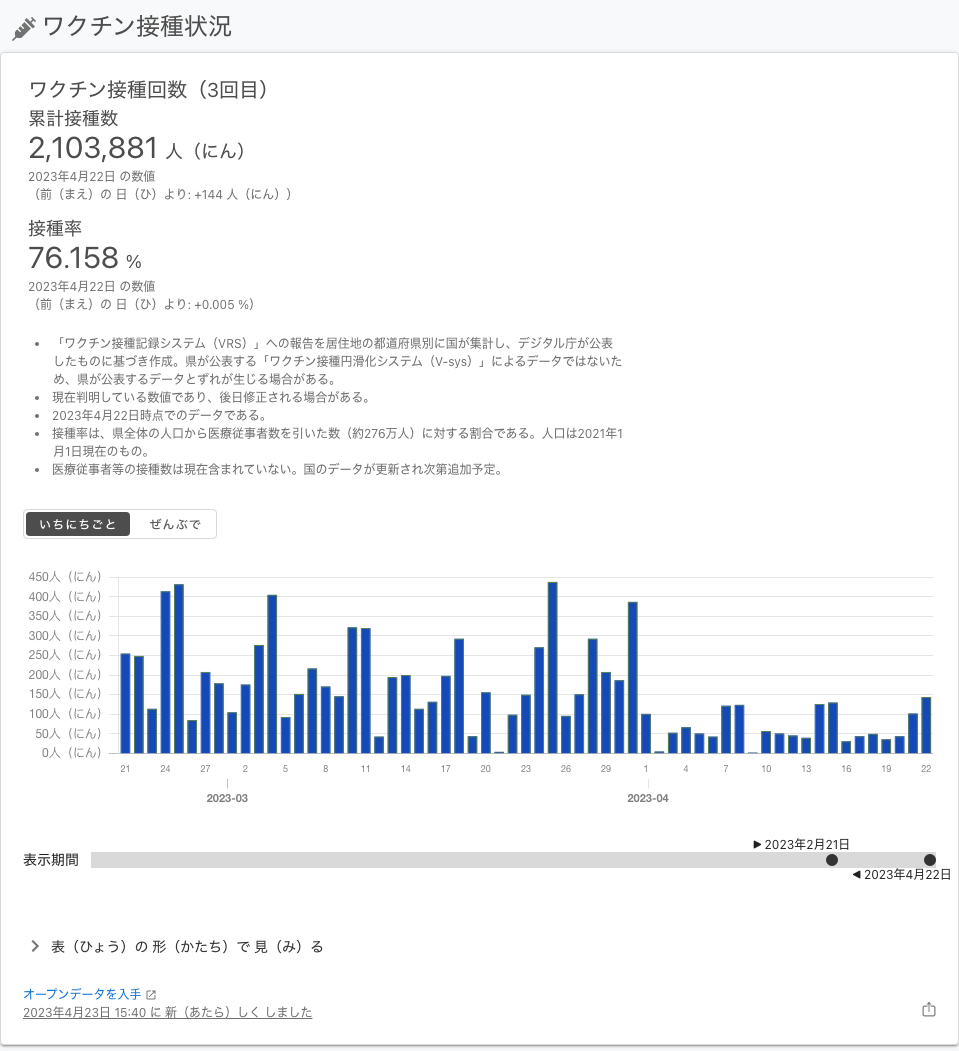 ワクチン接種状況
ワクチン接種回数（3回目）
累計接種数
2,103,881 人（にん）
2023年4月22日 の数値
（前（まえ）の 日（ひ）より: +144 人（にん））
接種率
76.158 %
2023年4月22日 の数値
（前（まえ）の 日（ひ）より: +0.005 %）
• 「ワクチン接種記録システム（VRS）」への報告を居住地の都道府県別に国が集計し、デジタル庁が公表
したものに基づき作成。県が公表する「ワクチン接種円滑化システム（V-sys）」によるデータではないた
め、県が公表するデータとずれが生じる場合がある。
• 現在判明している数値であり、後日修正される場合がある。
• 2023年4月22日時点でのデータである。
• 接種率は、県全体の人口から医療従事者数を引いた数（約276万人）に対する割合である。人口は2021年1
月1日現在のもの。
• 医療従事者等の接種数は現在含まれていない。国のデータが更新され次第追加予定。
いちにちごと ぜんぶで
450人（にん）
400人（にん）
350人（にん）
300人（にん）
250人（にん）
200人（にん）
150人（にん）
100人（にん）
50人（にん）
0人（にん）
21 24 27 2 5 8 11 14 17 20 23 26 29 1 4 7 10 13 16 19 22
2023-03 2023-04
2023年2月21日
表示期間
2023年4月22日
表（ひょう）の 形（かたち）で 見（み）る
オープンデータを入手
2023年4月23日 15:40 に 新（あたら）しく しました